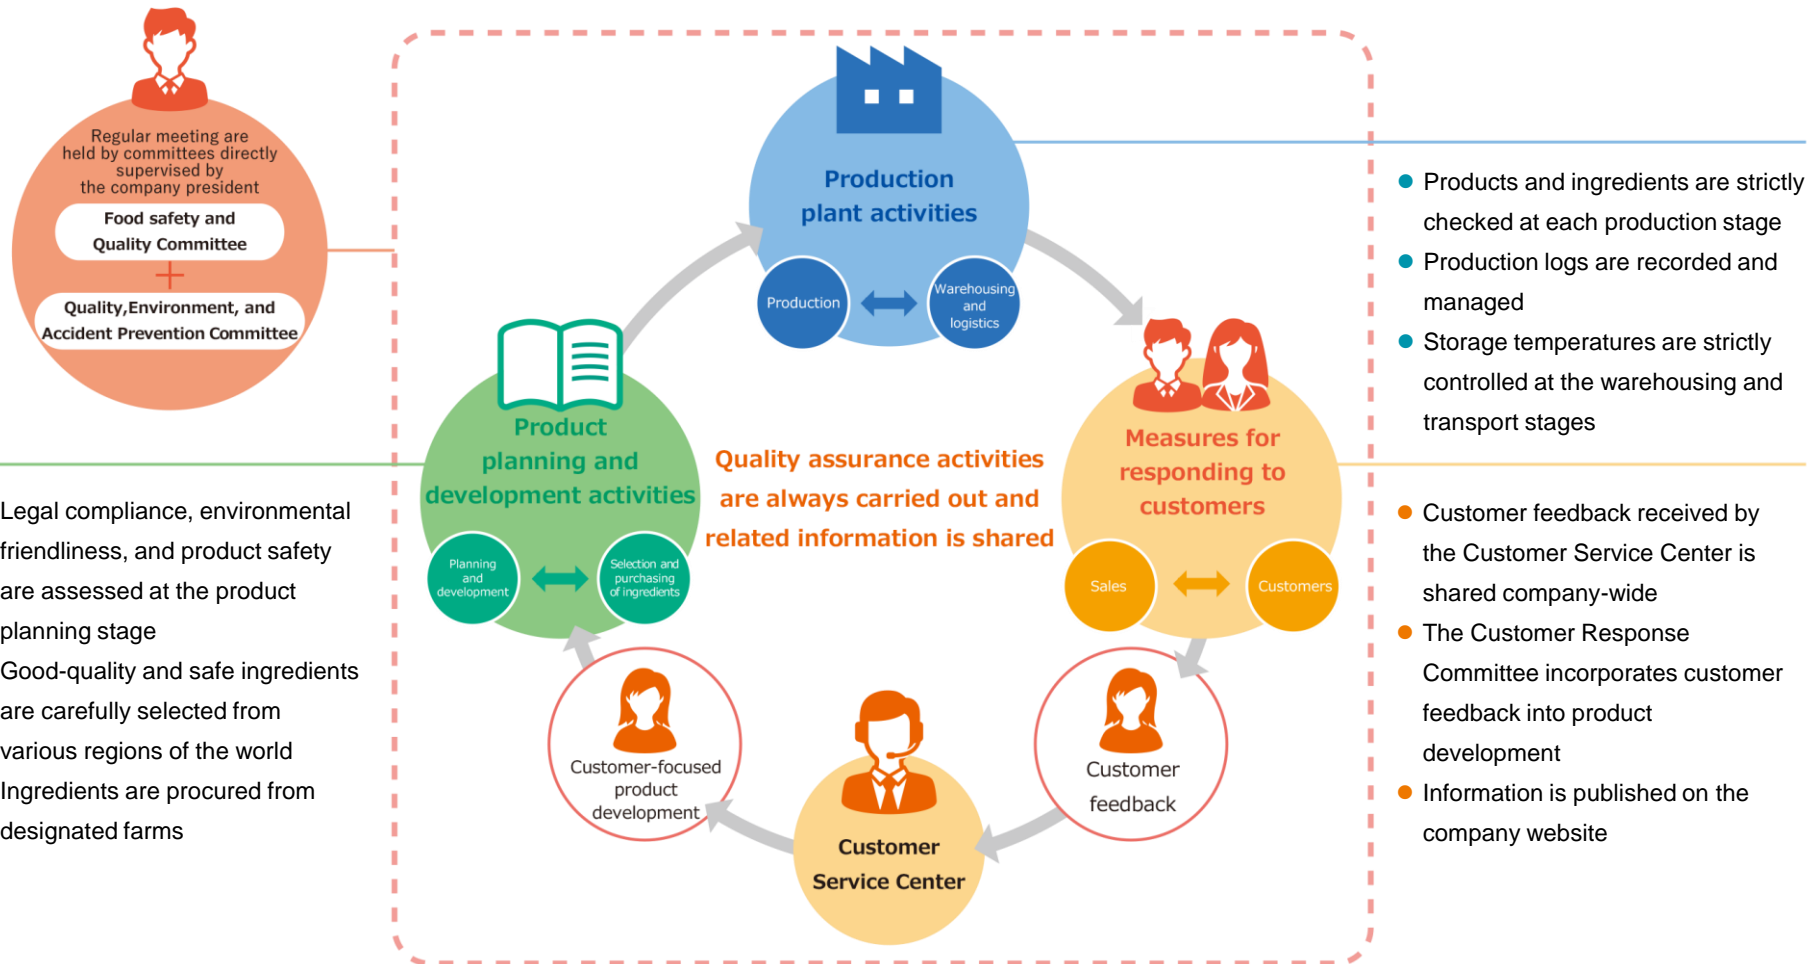 Regular meeting are
held by committees directly
supervised by
the company president
Food safety and
Quality Committee
Quality,Environment, and
Accident Prevention Committee
Production
plant activities
Production
Warehousing
and
logistics
Products and ingredients are strictly
checked at each production stage
Production logs are recorded and
managed
Storage temperatures are strictly
controlled at the warehousing and
transport stages
Product
planning and
development activities
Planning
and
development
Selection and
purchasing
of ingredients
Quality assurance activities
are always carried out and
related information is shared
Measures for
responding to
customers
Sales
Customers
Legal compliance, environmental
friendliness, and product safety
are assessed at the product
planning stage
Good-quality and safe ingredients
are carefully selected from
various regions of the world
Ingredients are procured from
designated farms
Customer-focused
product
development
Customer
Service Center
Customer
feedback
Customer feedback received by
the Customer Service Center is
shared company-wide
The Customer Response
Committee incorporates customer
feedback into product
development
Information is published on the
company website